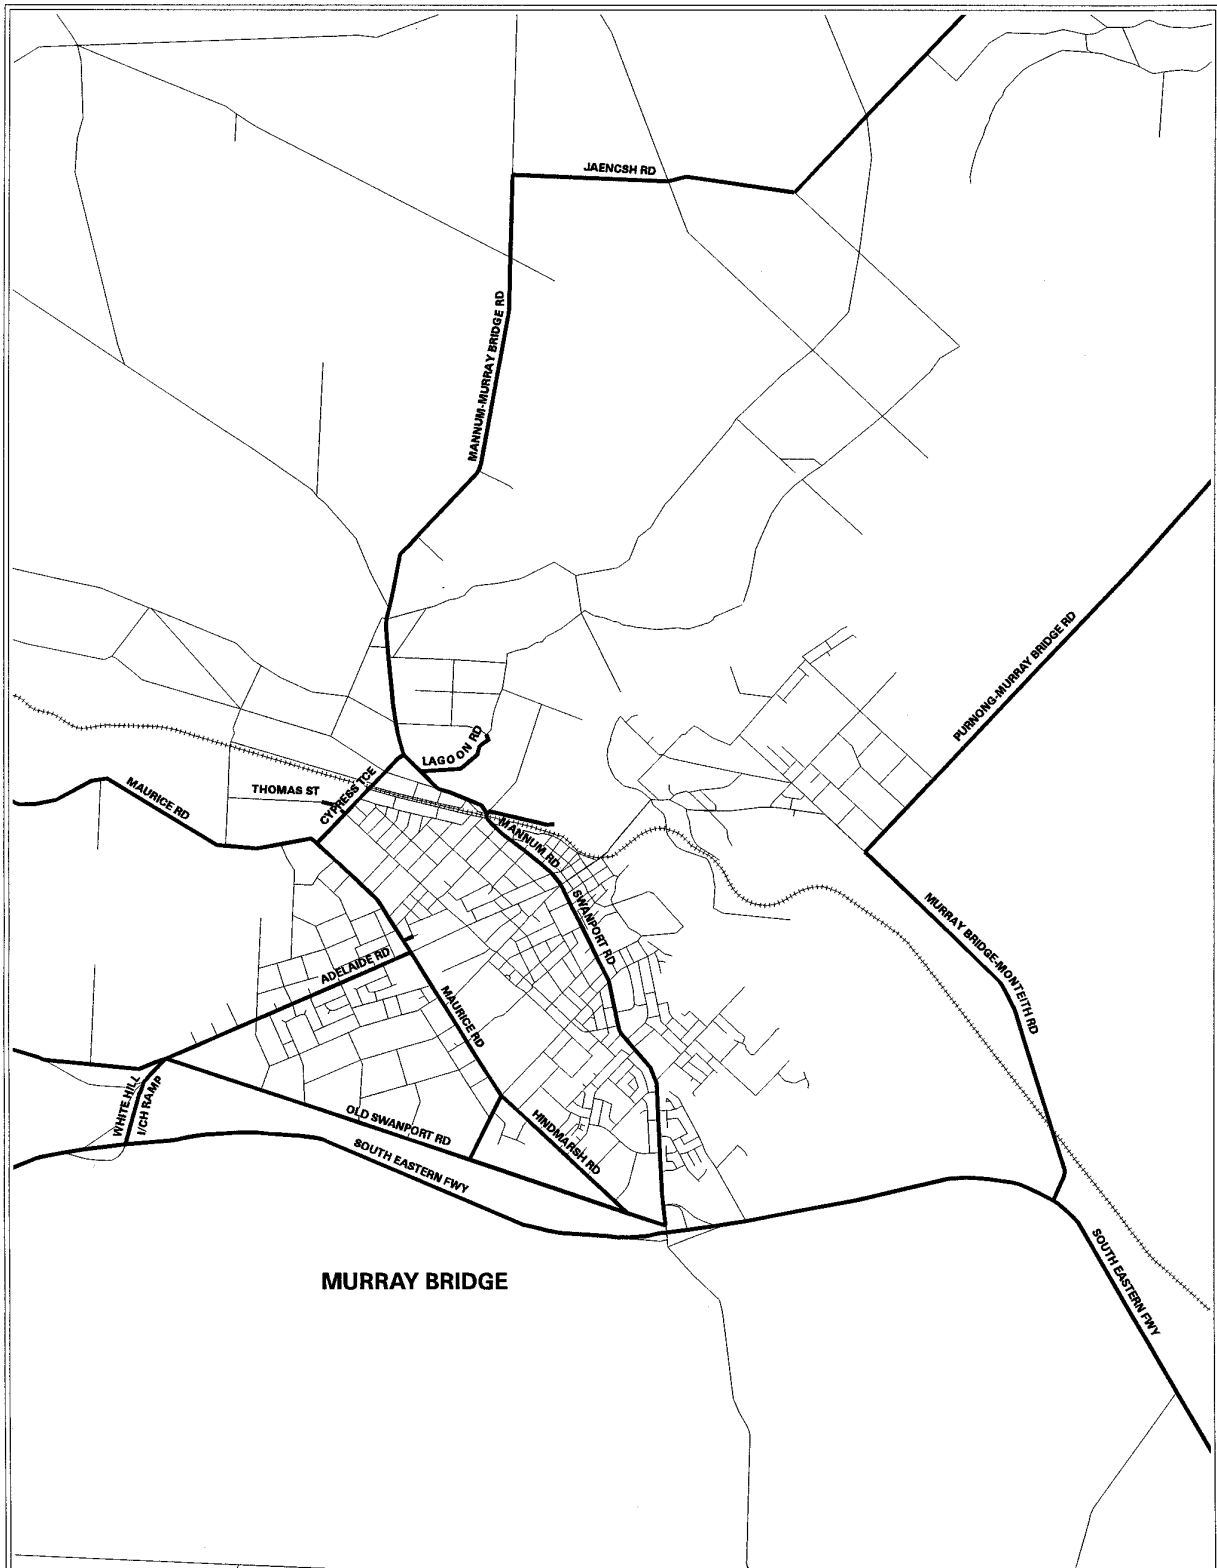 JAENCSH RD
MANNUM-MURRAY BRIDGE RD
PURNONG-MURRAY BRIDGE RD
LAGOON RD
MAURICE RD
THOMAS ST
CYPRESS TCE
MANNUM RD
SWANPORT RD
MURRAY BRIDGE-MONTEITH RD
ADELAIDE RD
MAURICE RD
WHITE HILL
I/CH RAMP
OLD SWANPORT RD
HINDMARSH RD
SOUTH EASTERN FWY
SOUTH EASTERN FWY
MURRAY BRIDGE